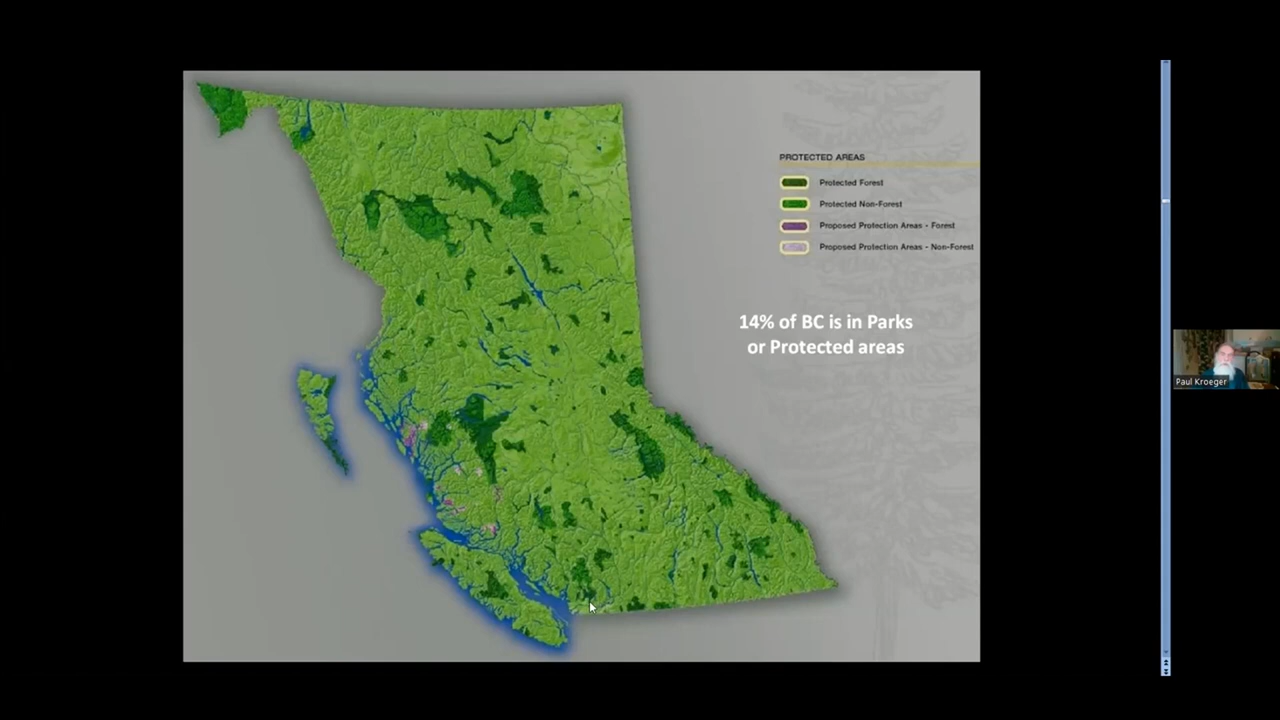 PROTECTED AREAS
Protected Forest
Protected Non-Forest
Proposed Protection Areas - Forest
Proposed Protection Areas - Non-Forest
14% of BC is in Parks
or Protected areas
Paul Kroeger